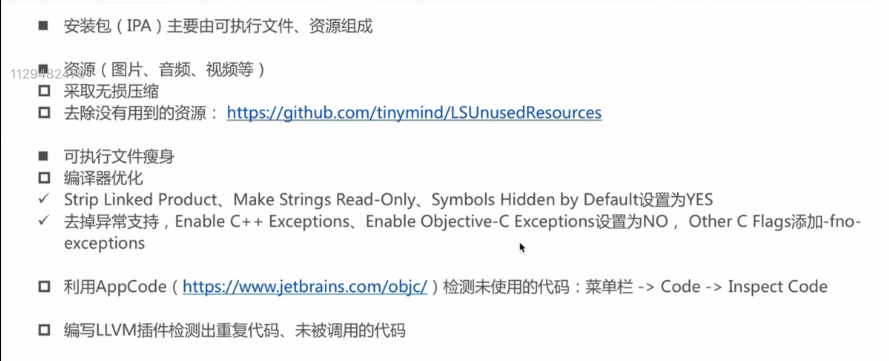 ■ 安装包（IPA）主要由可执行文件、资源组成
■ 资源（图片、音频、视频等）
□ 采取无损压缩
□ 去除没有用到的资源： https://github.com/tinymind/LSUnusedResources
■ 可执行文件瘦身
□ 编译器优化
✓ Strip Linked Product、Make Strings Read-Only、Symbols Hidden by Default设置为YES
✓ 去掉异常支持，Enable C++ Exceptions、Enable Objective-C Exceptions设置为NO， Other C Flags添加-fno-
exceptions
□ 利用AppCode（https://www.jetbrains.com/objc/）检测未使用的代码：菜单栏 -> Code -> Inspect Code
□ 编写LLVM插件检测出重复代码、未被调用的代码